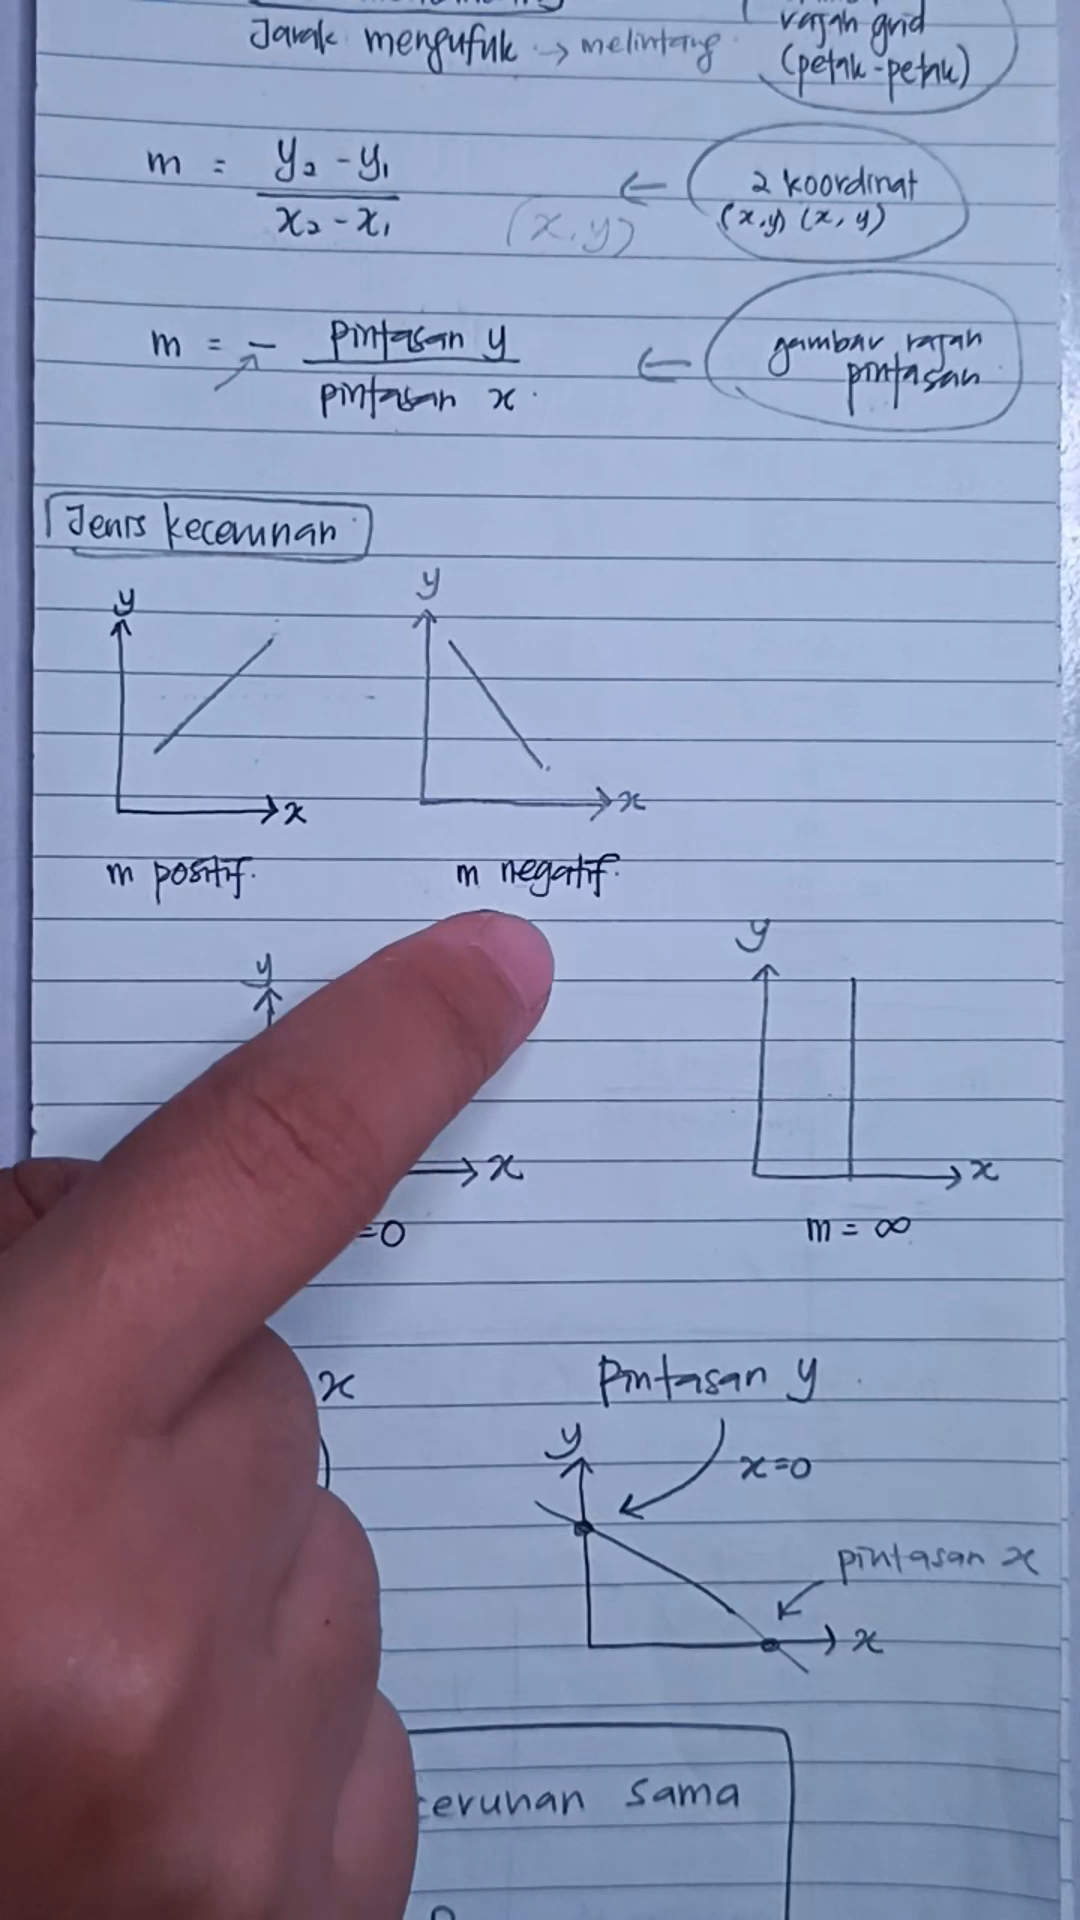 rajah grid
Jarak mengufuk → melintang
(petak-petak)
m = y₂ - y₁
x₂ - x₁
(x, y)
← 2 koordinat
(x,y) (x, y)
m = - pintasan y
pintasan x
← gambar rajah
pintasan
Jenis kecerunan
y
y
x
x
m positif.
m negatif.
y
y
x
x
=0
m = ∞
x
Pintasan y
y
x=0
pintasan x
x
cerunan sama